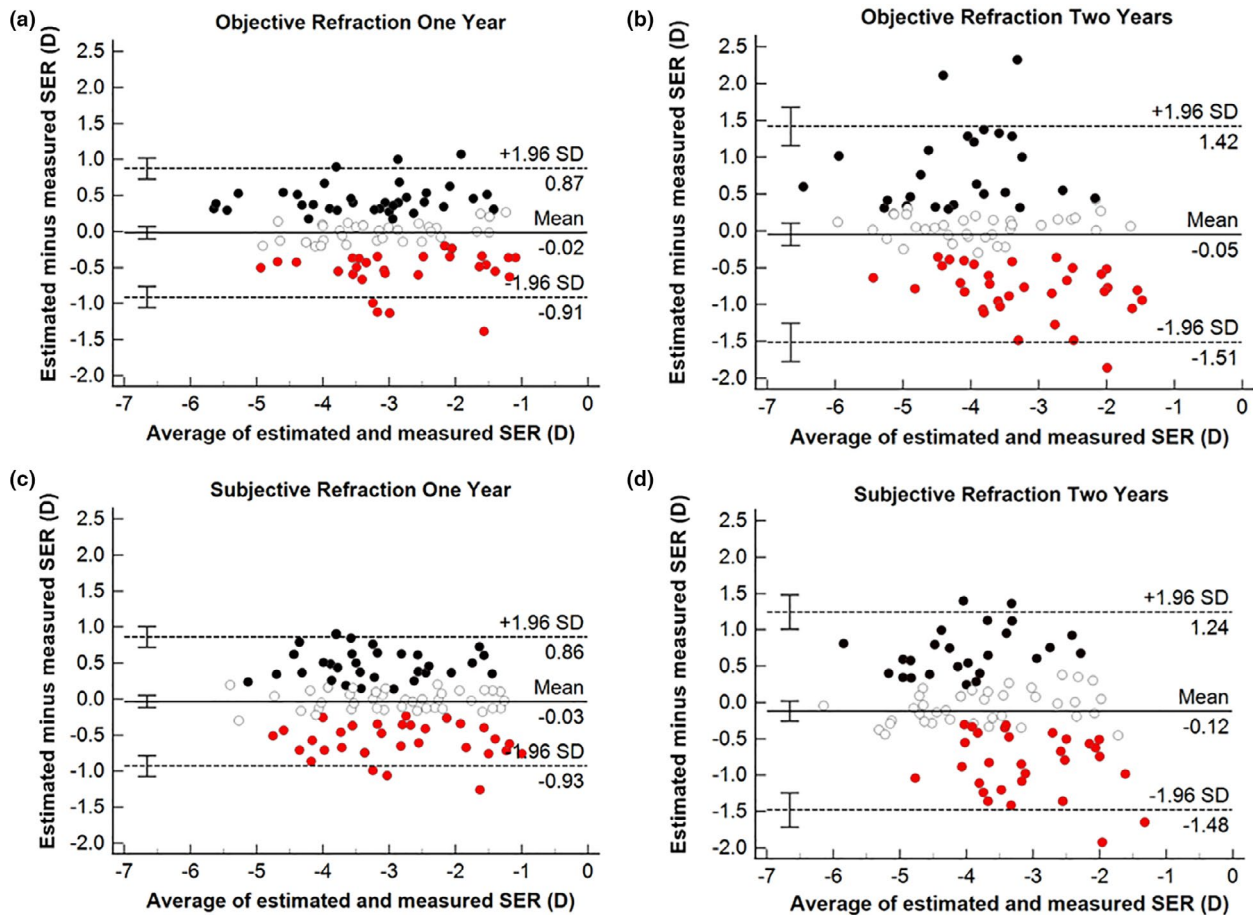 (a)
Objective Refraction One Year
Estimated minus measured SER (D)
2.5
2.0
1.5
1.0
0.5
0.0
-0.5
-1.0
-1.5
-2.0
+1.96 SD
0.87
Mean
-0.02
-1.96 SD
-0.91
-7 -6 -5 -4 -3 -2 -1 0
Average of estimated and measured SER (D)
(b)
Objective Refraction Two Years
Estimated minus measured SER (D)
2.5
2.0
1.5
1.0
0.5
0.0
-0.5
-1.0
-1.5
-2.0
+1.96 SD
1.42
Mean
-0.05
-1.96 SD
-1.51
-7 -6 -5 -4 -3 -2 -1 0
Average of estimated and measured SER (D)
(c)
Subjective Refraction One Year
Estimated minus measured SER (D)
2.5
2.0
1.5
1.0
0.5
0.0
-0.5
-1.0
-1.5
-2.0
+1.96 SD
0.86
Mean
-0.03
-1.96 SD
-0.93
-7 -6 -5 -4 -3 -2 -1 0
Average of estimated and measured SER (D)
(d)
Subjective Refraction Two Years
Estimated minus measured SER (D)
2.5
2.0
1.5
1.0
0.5
0.0
-0.5
-1.0
-1.5
-2.0
+1.96 SD
1.24
Mean
-0.12
-1.96 SD
-1.48
-7 -6 -5 -4 -3 -2 -1 0
Average of estimated and measured SER (D)